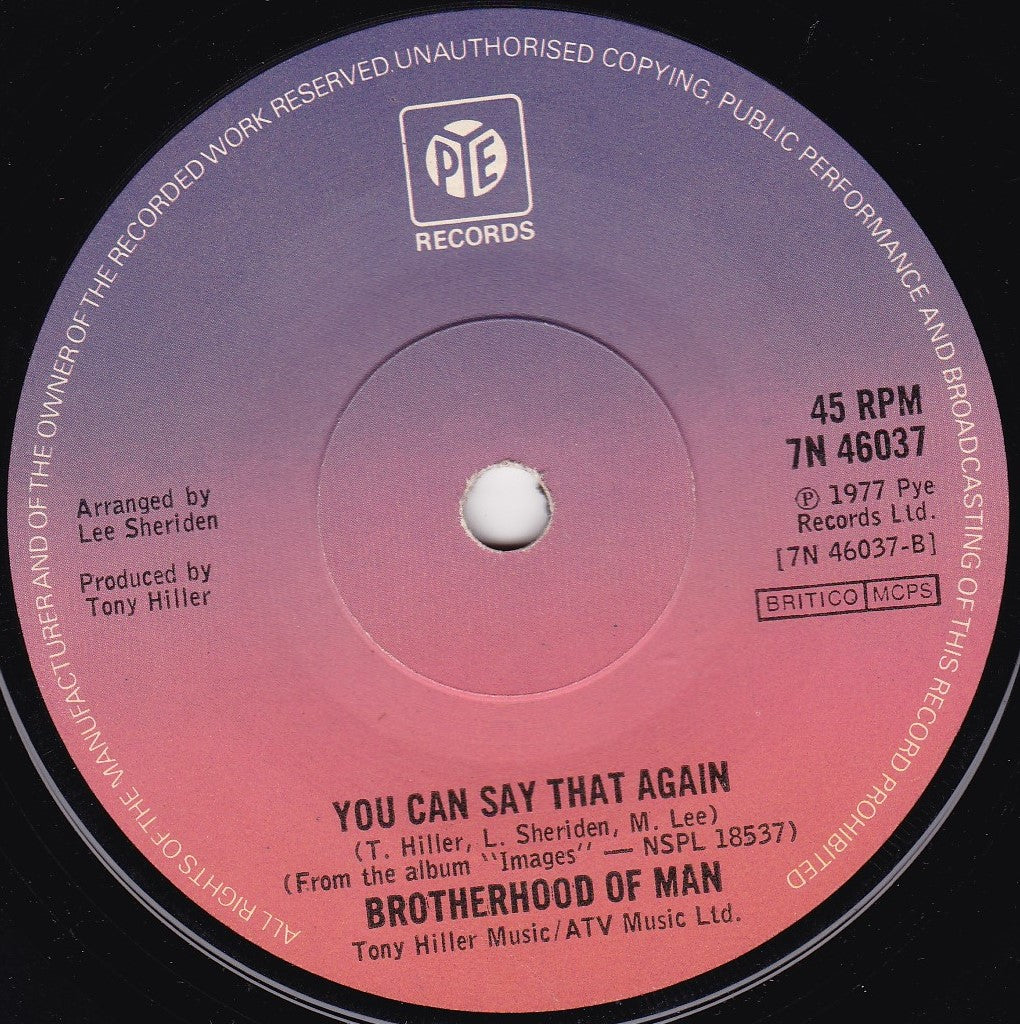 ALL RIGHTS OF THE MANUFACTURER AND OF THE OWNER OF THE RECORDED WORK RESERVED. UNAUTHORISED COPYING, PUBLIC PERFORMANCE AND BROADCASTING OF THIS RECORD PROHIBITED
PYE
RECORDS
45 RPM
7N 46037
Ⓟ 1977 Pye
Records Ltd.
[7N 46037-B]
BRITICO MCPS
Arranged by
Lee Sheriden
Produced by
Tony Hiller
YOU CAN SAY THAT AGAIN
(T. Hiller, L. Sheriden, M. Lee)
(From the album "Images" — NSPL 18537)
BROTHERHOOD OF MAN
Tony Hiller Music/ATV Music Ltd.